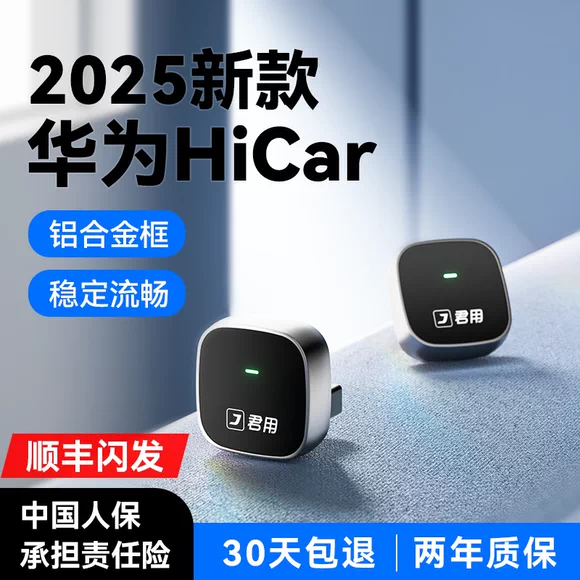 2025新款
华为HiCar
铝合金框
稳定流畅
君用
君用
顺丰闪发
中国人保
承担责任险
30天包退
两年质保